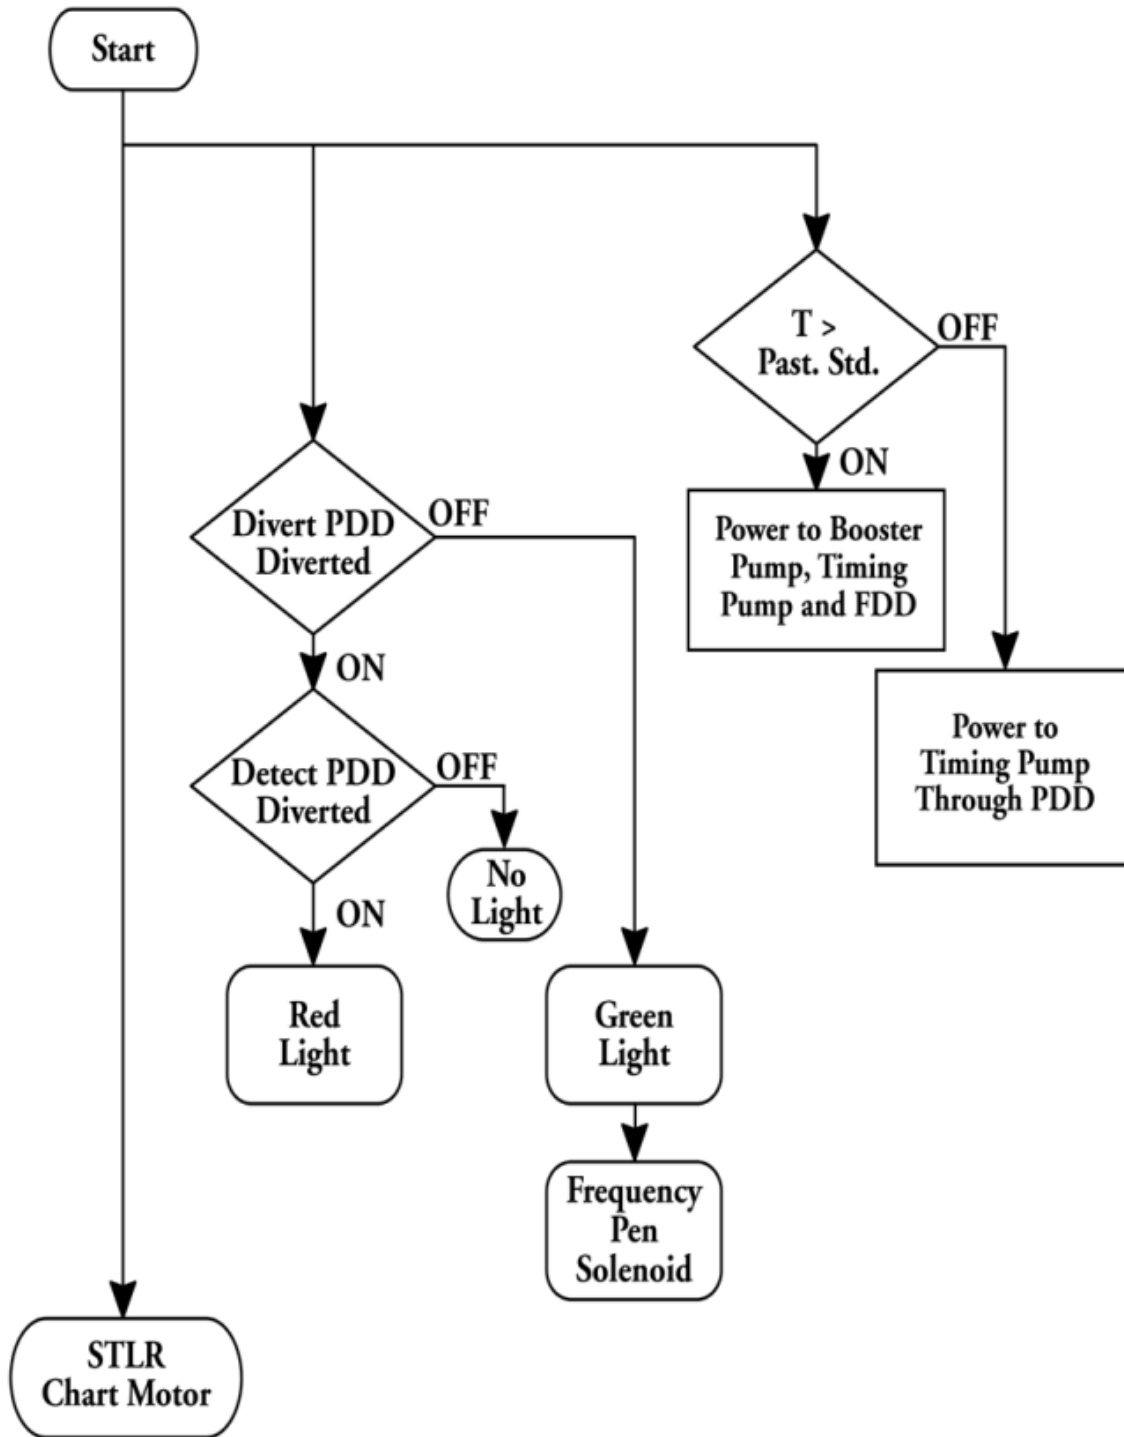 Start
T >
Past. Std.
OFF
ON
Power to Booster
Pump, Timing
Pump and FDD
Divert PDD
Diverted
OFF
ON
Power to
Timing Pump
Through PDD
Detect PDD
Diverted
OFF
No
Light
ON
Red
Light
Green
Light
Frequency
Pen
Solenoid
STLR
Chart Motor